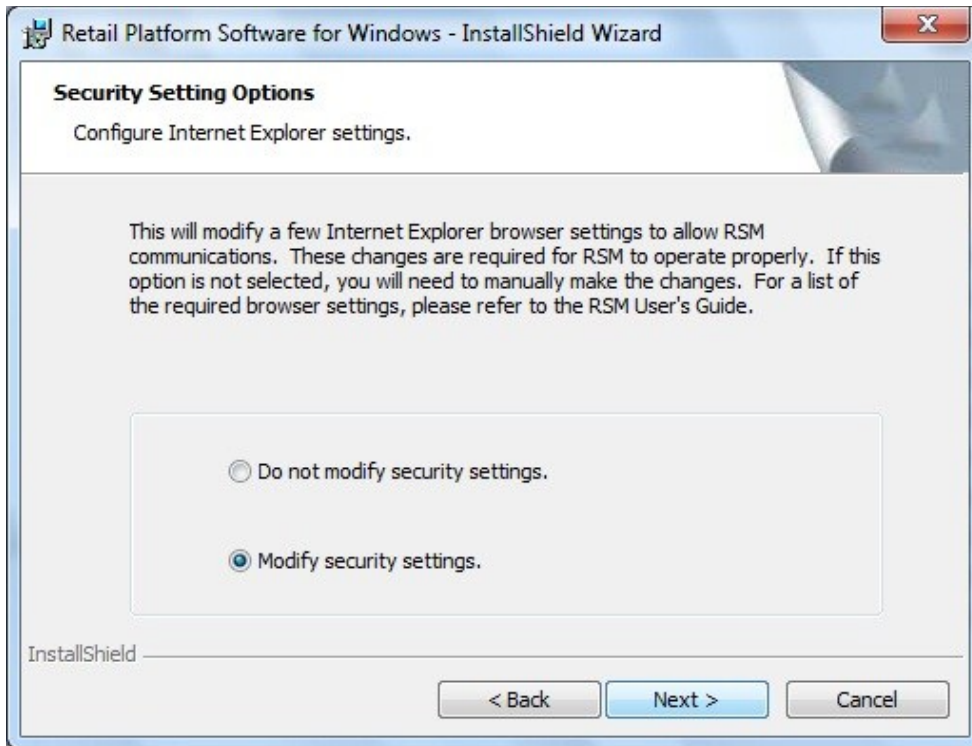 Retail Platform Software for Windows - InstallShield Wizard
Security Setting Options
Configure Internet Explorer settings.
This will modify a few Internet Explorer browser settings to allow RSM
communications.  These changes are required for RSM to operate properly.  If this
option is not selected, you will need to manually make the changes.  For a list of
the required browser settings, please refer to the RSM User's Guide.
Do not modify security settings.
Modify security settings.
InstallShield
< Back
Next >
Cancel